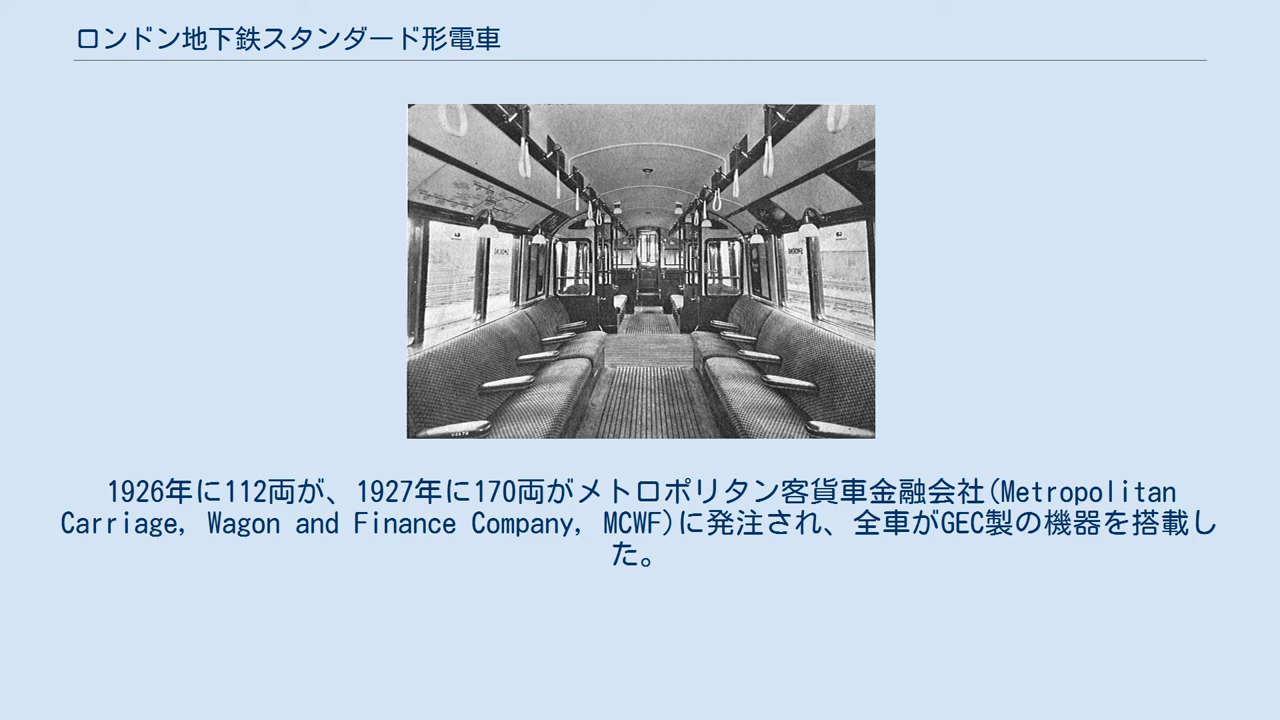 ロンドン地下鉄スタンダード形電車
1926年に112両が、1927年に170両がメトロポリタン客貨車金融会社(Metropolitan
Carriage, Wagon and Finance Company, MCWF)に発注され、全車がGEC製の機器を搭載し
た。